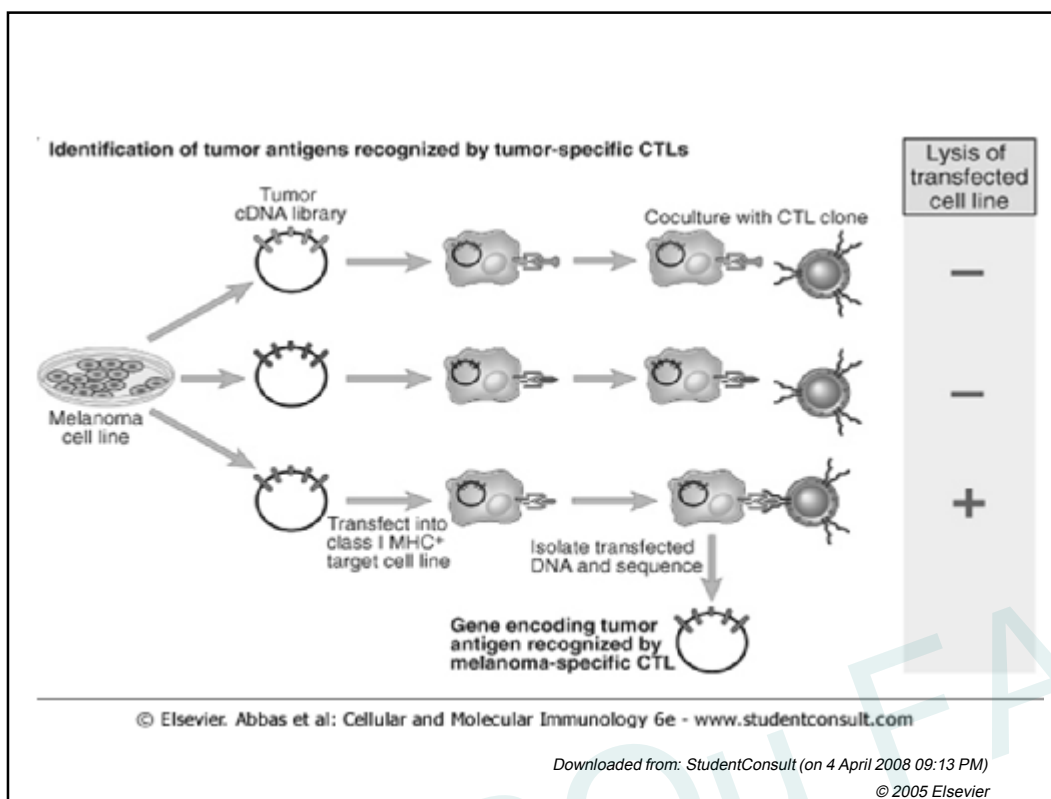 Identification of tumor antigens recognized by tumor-specific CTLs
Lysis of
transfected
cell line
Tumor
cDNA library
Coculture with CTL clone
–
Melanoma
cell line
–
Transfect into
class I MHC+
target cell line
Isolate transfected
DNA and sequence
+
Gene encoding tumor
antigen recognized by
melanoma-specific CTL
© Elsevier. Abbas et al: Cellular and Molecular Immunology 6e - www.studentconsult.com
Downloaded from: StudentConsult (on 4 April 2008 09:13 PM)
© 2005 Elsevier